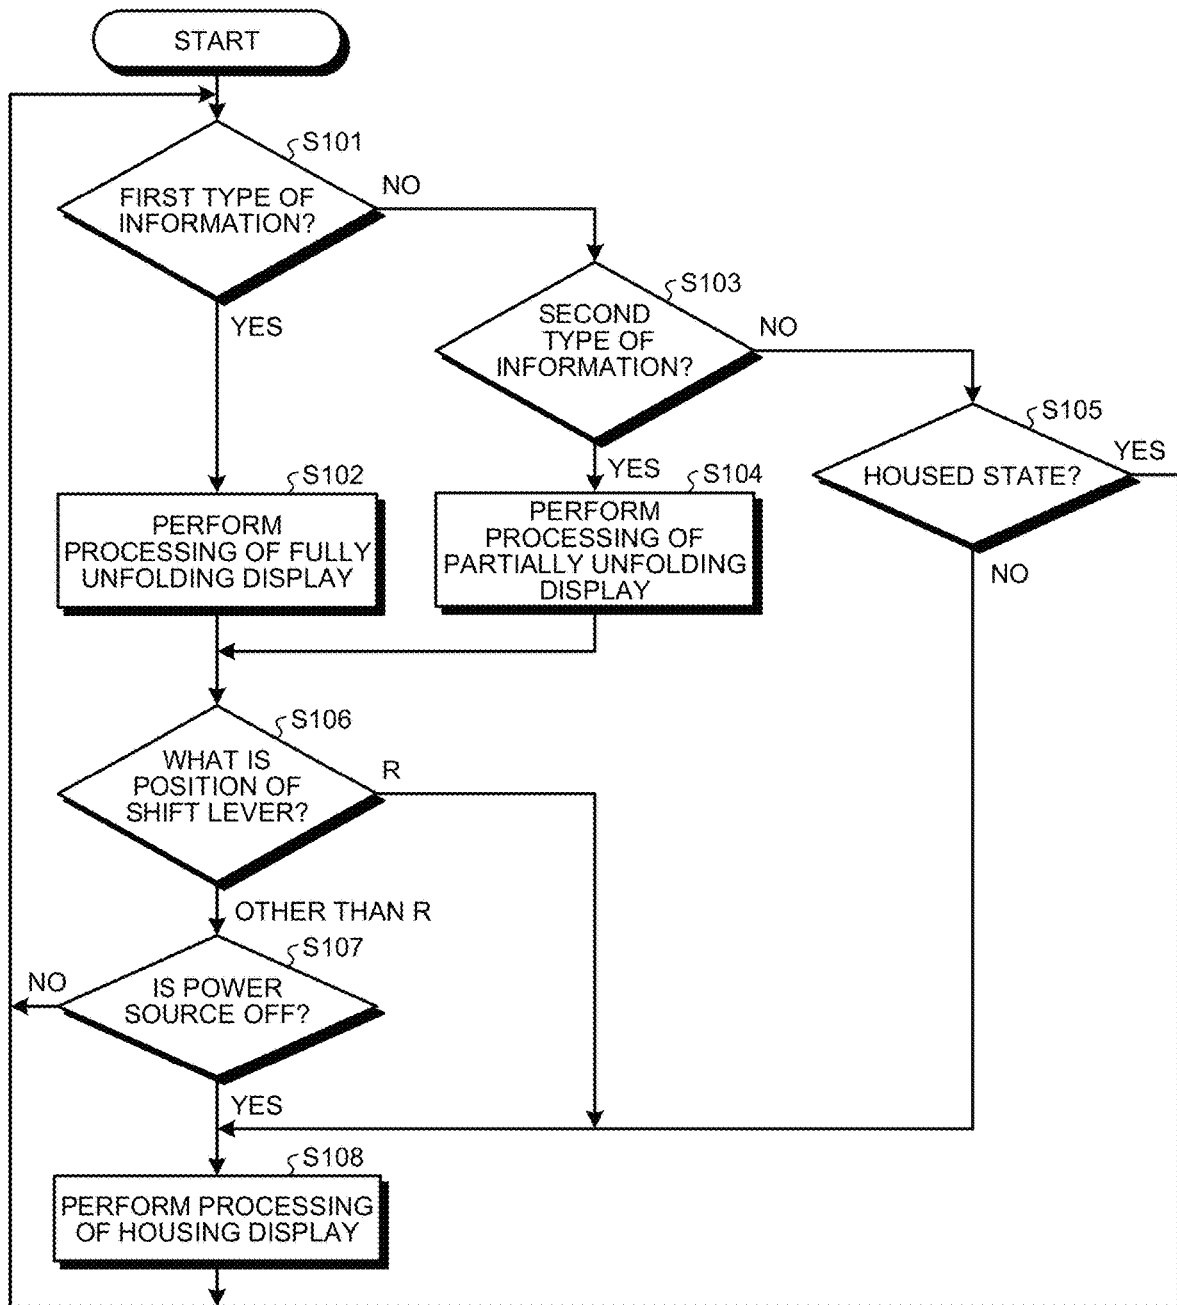 START
S101
FIRST TYPE OF
INFORMATION?
NO
YES
S103
SECOND
TYPE OF
INFORMATION?
NO
YES
S105
HOUSED STATE?
YES
NO
S102
PERFORM
PROCESSING OF FULLY
UNFOLDING DISPLAY
S104
PERFORM
PROCESSING OF
PARTIALLY UNFOLDING
DISPLAY
S106
WHAT IS
POSITION OF
SHIFT LEVER?
R
OTHER THAN R
S107
IS POWER
SOURCE OFF?
NO
YES
S108
PERFORM PROCESSING
OF HOUSING DISPLAY